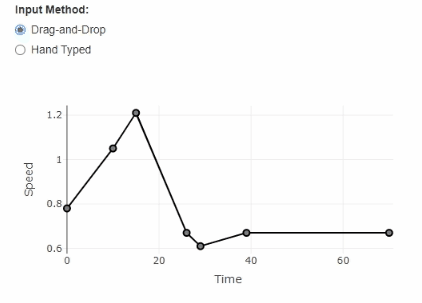 Input Method:
Drag-and-Drop
Hand Typed
1.2
1
0.8
0.6
Speed
0
20
40
60
Time